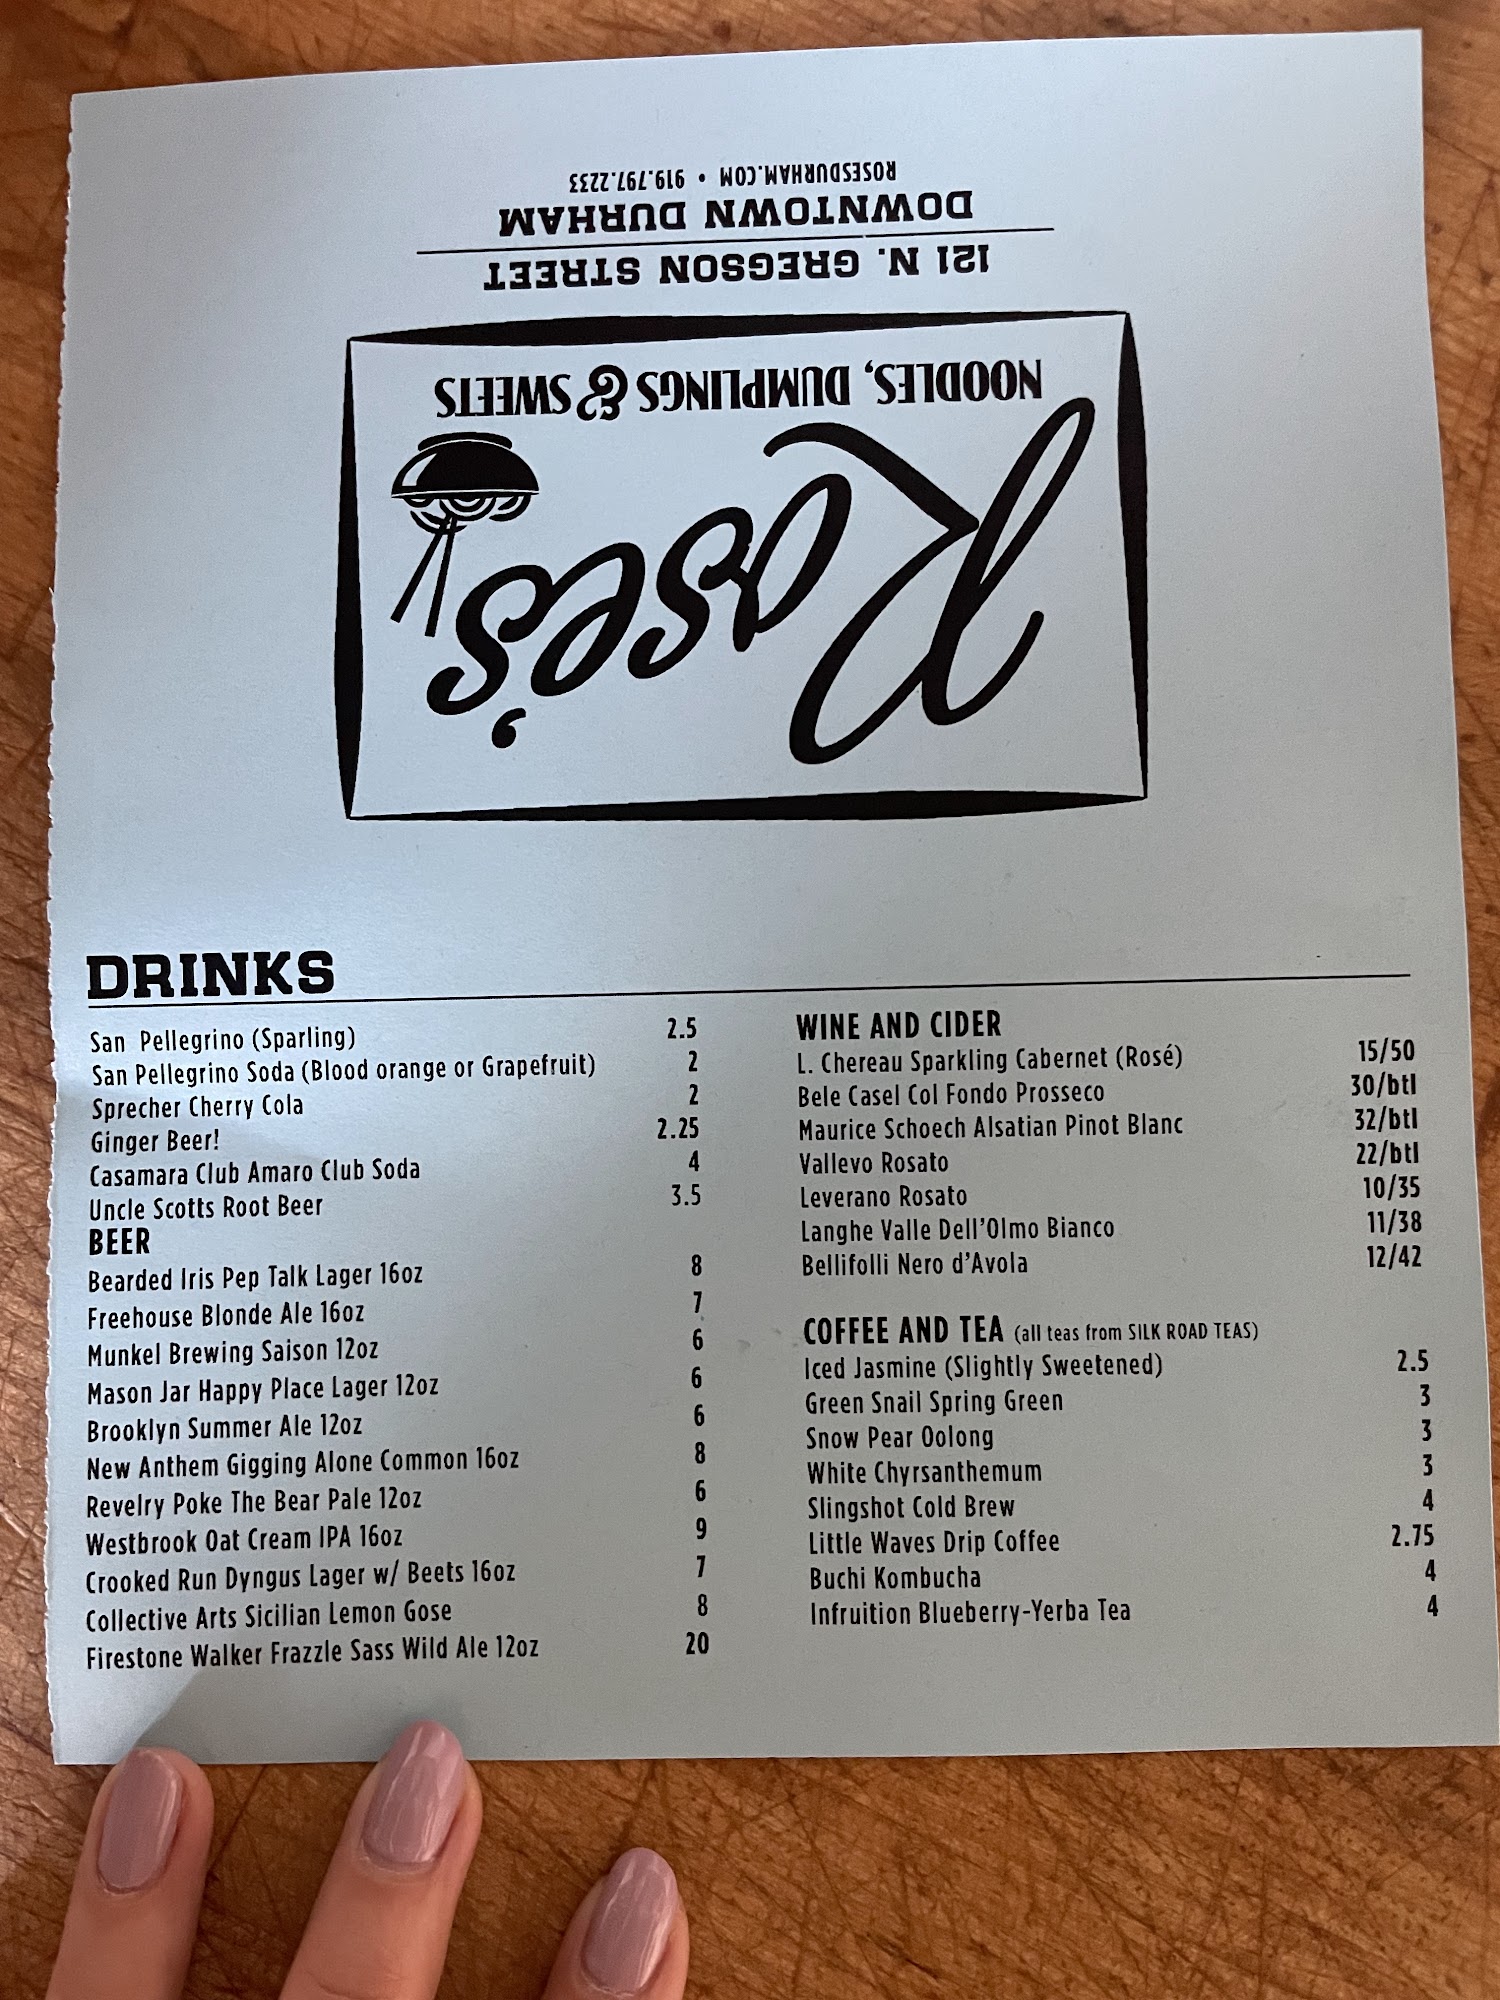 Rosé's
NOODLES, DUMPLINGS & SWEETS
121 N. GREGSON STREET
DOWNTOWN DURHAM
ROSESDURHAM.COM • 919.797.2233
DRINKS
San Pellegrino (Sparling) 2.5
San Pellegrino Soda (Blood orange or Grapefruit) 2
Sprecher Cherry Cola 2
Ginger Beer! 2.25
Casamara Club Amaro Club Soda 4
Uncle Scotts Root Beer 3.5
BEER
Bearded Iris Pep Talk Lager 16oz 8
Freehouse Blonde Ale 16oz 7
Munkel Brewing Saison 12oz 6
Mason Jar Happy Place Lager 12oz 6
Brooklyn Summer Ale 12oz 6
New Anthem Gigging Alone Common 16oz 8
Revelry Poke The Bear Pale 12oz 6
Westbrook Oat Cream IPA 16oz 9
Crooked Run Dyngus Lager w/ Beets 16oz 7
Collective Arts Sicilian Lemon Gose 8
Firestone Walker Frazzle Sass Wild Ale 12oz 20
WINE AND CIDER
L. Chereau Sparkling Cabernet (Rosé) 15/50
Bele Casel Col Fondo Prosseco 30/btl
Maurice Schoech Alsatian Pinot Blanc 32/btl
Vallevo Rosato 22/btl
Leverano Rosato 10/35
Langhe Valle Dell'Olmo Bianco 11/38
Bellifolli Nero d'Avola 12/42
COFFEE AND TEA (all teas from SILK ROAD TEAS)
Iced Jasmine (Slightly Sweetened) 2.5
Green Snail Spring Green 3
Snow Pear Oolong 3
White Chyrsanthemum 3
Slingshot Cold Brew 4
Little Waves Drip Coffee 2.75
Buchi Kombucha 4
Infruition Blueberry-Yerba Tea 4